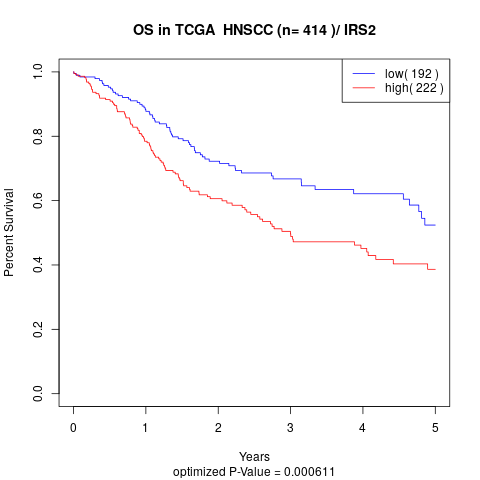 OS in TCGA  HNSCC (n= 414 )/ IRS2
low( 192 )
high( 222 )
Percent Survival
1.0
0.8
0.6
0.4
0.2
0.0
0 1 2 3 4 5
Years
optimized P-Value = 0.000611